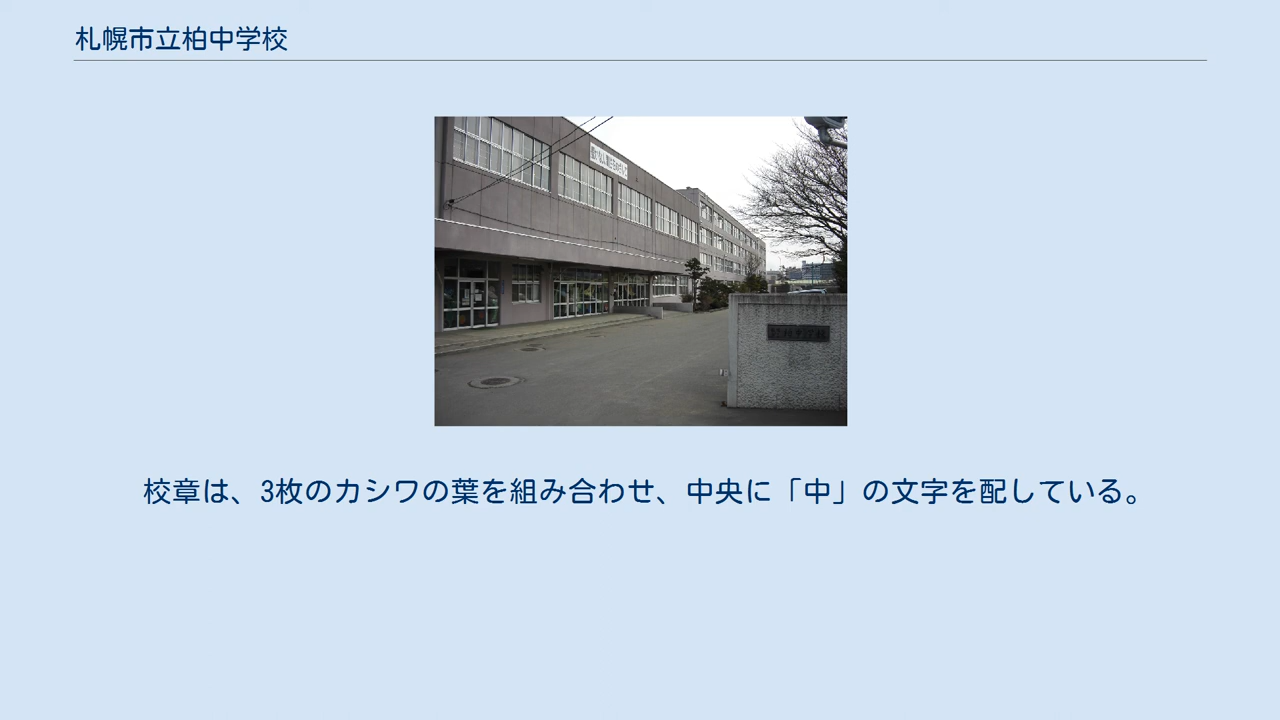 札幌市立柏中学校
校章は、3枚のカシワの葉を組み合わせ、中央に「中」の文字を配している。